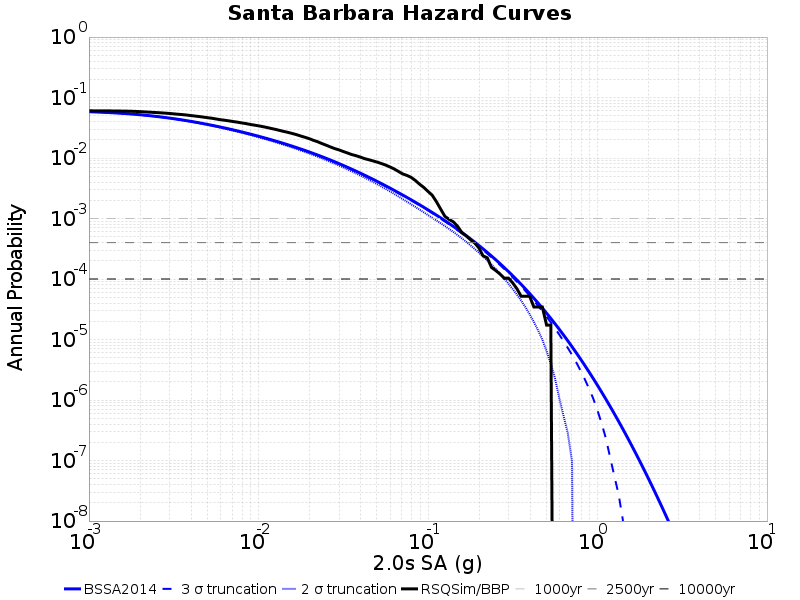 Santa Barbara Hazard Curves
10^0
10^-1
10^-2
10^-3
10^-4
10^-5
10^-6
10^-7
10^-8
Annual Probability
10^-3 10^-2 10^-1 10^0 10^1
2.0s SA (g)
BSSA2014 3 σ truncation 2 σ truncation RSQSim/BBP 1000yr 2500yr 10000yr